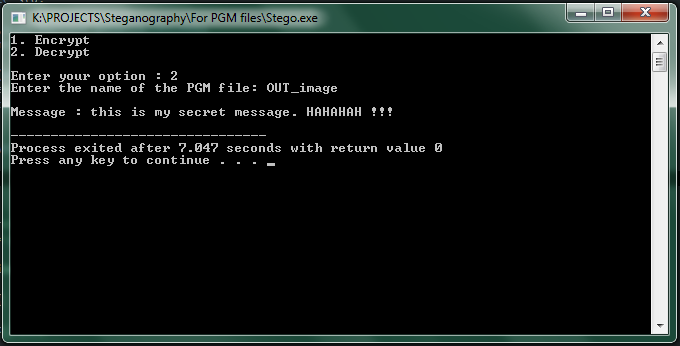 K:\PROJECTS\Steganography\For PGM files\Stego.exe
1. Encrypt
2. Decrypt
Enter your option : 2
Enter the name of the PGM file: OUT_image
Message : this is my secret message. HAHAHAH !!!
--------------------------------
Process exited after 7.047 seconds with return value 0
Press any key to continue . . . _